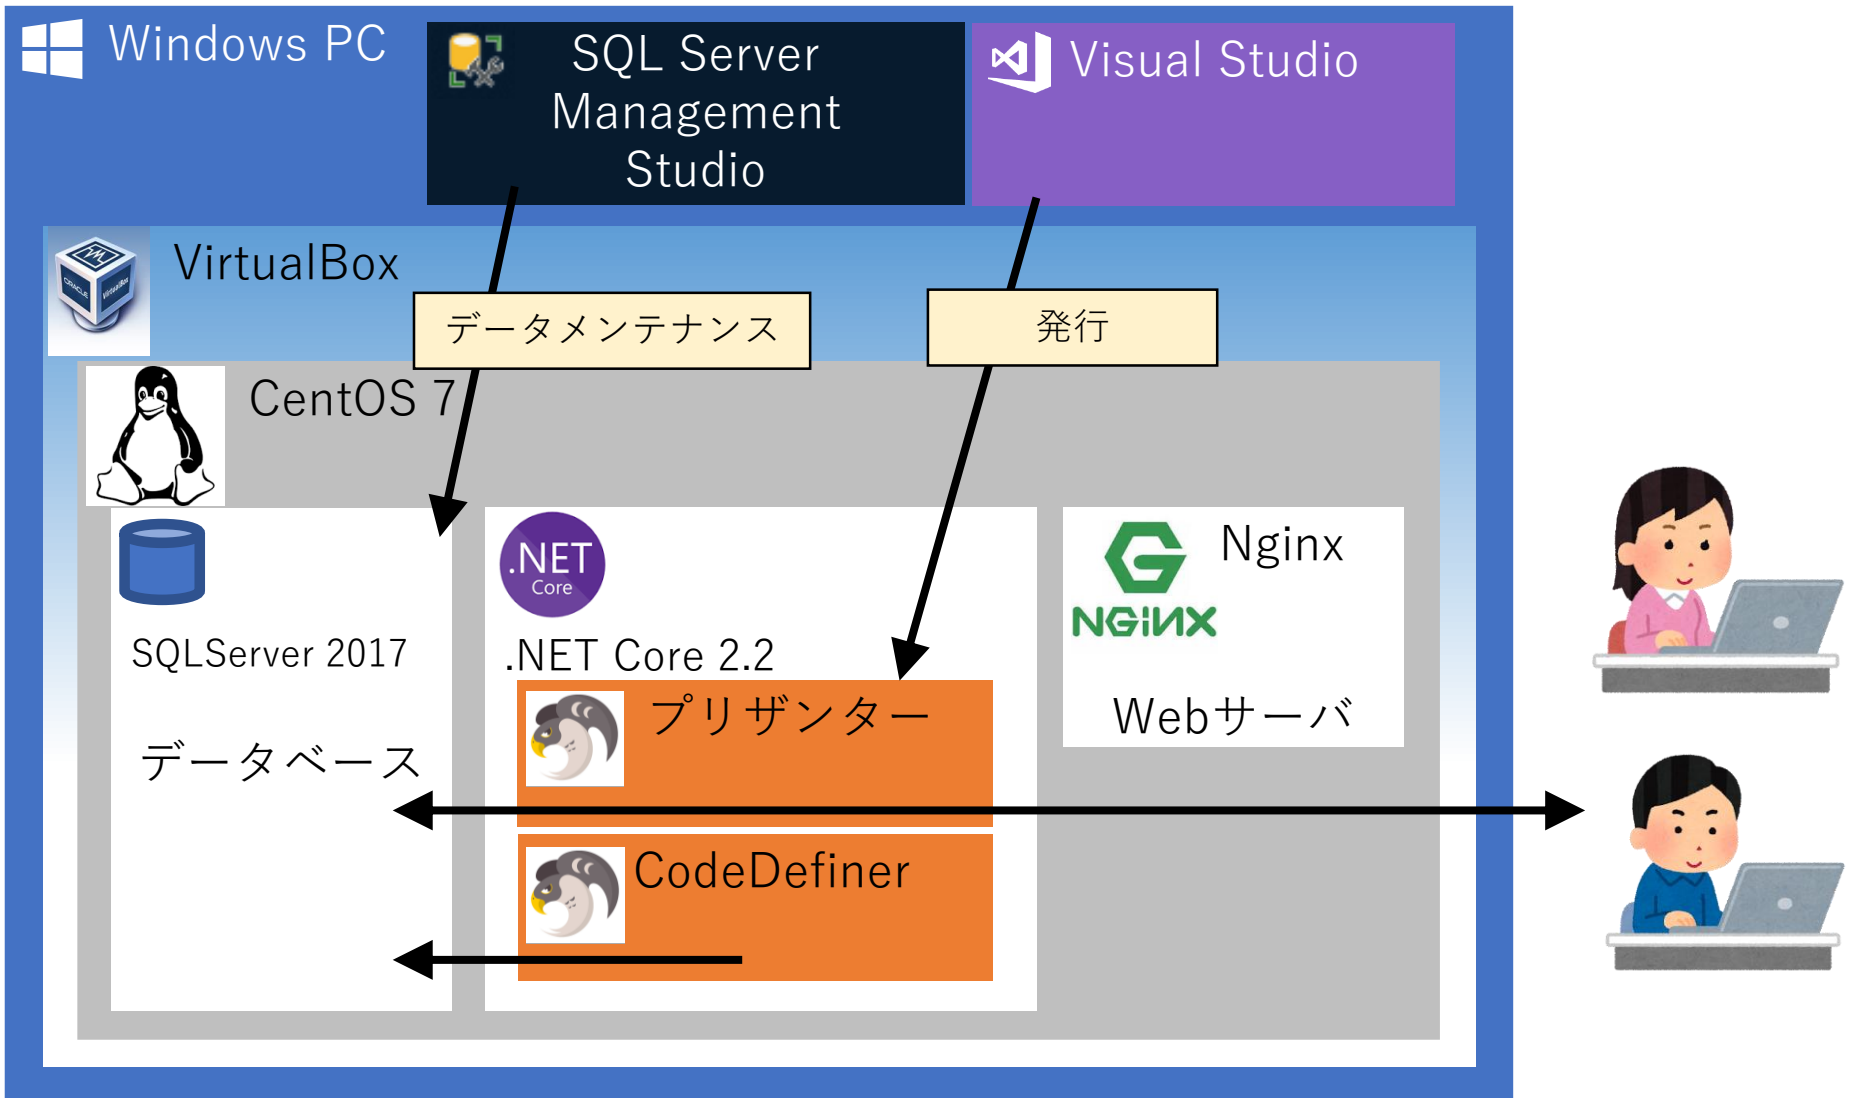 Windows PC
SQL Server
Management
Studio
Visual Studio
VirtualBox
ORACLE
VirtualBox
データメンテナンス
発行
CentOS 7
.NET
Core
Nginx
NGiNX
SQLServer 2017
.NET Core 2.2
データベース
プリザンター
Webサーバ
CodeDefiner